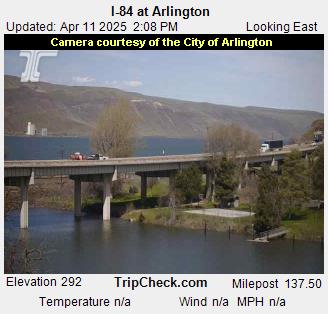 I-84 at Arlington
Updated: Apr 11 2025 2:08 PM Looking East
Camera courtesy of the City of Arlington
Elevation 292 TripCheck.com Milepost 137.50
Temperature n/a Wind n/a MPH n/a